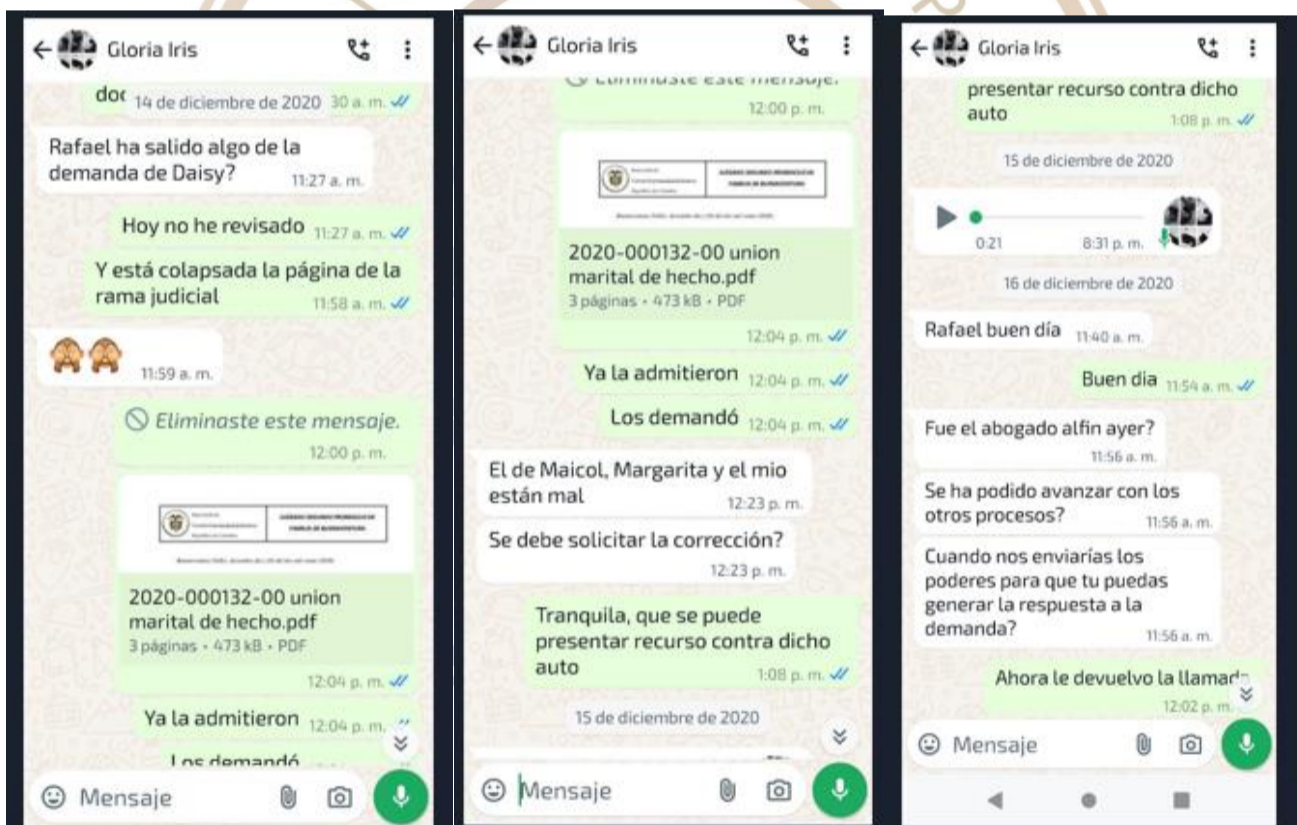 Gloria Iris
14 de diciembre de 2020
30 a. m.
Rafael ha salido algo de la
demanda de Daisy?
11:27 a. m.
Hoy no he revisado 11:27 a. m.
Y está colapsada la página de la
rama judicial
11:58 a. m.
11:59 a. m.
Eliminaste este mensaje.
12:00 p. m.
2020-000132-00 union
marital de hecho.pdf
3 páginas • 473 kB • PDF
12:04 p. m.
Ya la admitieron 12:04 p. m.
Los demandó
Mensaje
Gloria Iris
Eliminaste este mensaje.
12:00 p. m.
2020-000132-00 union
marital de hecho.pdf
3 páginas • 473 kB • PDF
12:04 p. m.
Ya la admitieron 12:04 p. m.
Los demandó 12:04 p. m.
El de Maicol, Margarita y el mio
están mal
12:23 p. m.
Se debe solicitar la corrección?
12:23 p. m.
Tranquila, que se puede
presentar recurso contra dicho
auto
1:08 p. m.
15 de diciembre de 2020
Mensaje
Gloria Iris
presentar recurso contra dicho
auto
1:08 p. m.
15 de diciembre de 2020
0:21 8:31 p. m.
16 de diciembre de 2020
Rafael buen día 11:40 a. m.
Buen dia 11:54 a. m.
Fue el abogado alfin ayer?
11:56 a. m.
Se ha podido avanzar con los
otros procesos?
11:56 a. m.
Cuando nos enviarías los
poderes para que tu puedas
generar la respuesta a la
demanda?
11:56 a. m.
Ahora le devuelvo la llamada
12:02 p. m.
Mensaje